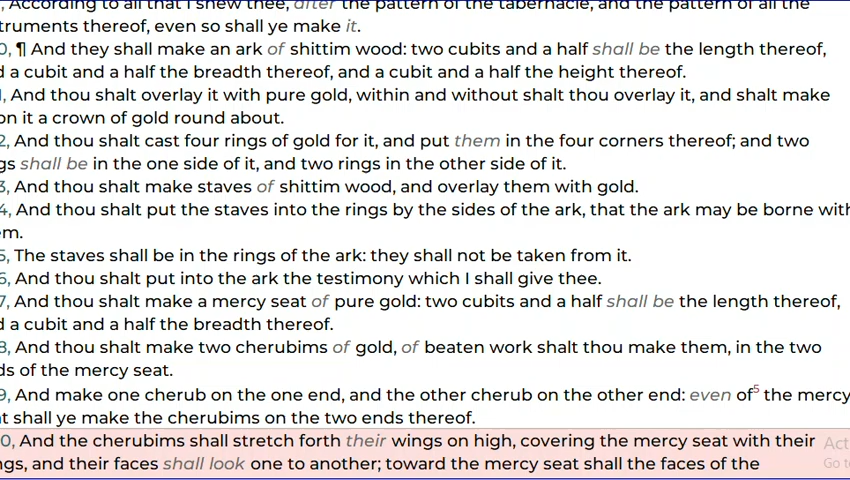 , According to all that I shew thee, after the pattern of the tabernacle, and the pattern of all the
truments thereof, even so shall ye make it.
0, ¶ And they shall make an ark of shittim wood: two cubits and a half shall be the length thereof,
d a cubit and a half the breadth thereof, and a cubit and a half the height thereof.
1, And thou shalt overlay it with pure gold, within and without shalt thou overlay it, and shalt make
on it a crown of gold round about.
2, And thou shalt cast four rings of gold for it, and put them in the four corners thereof; and two
gs shall be in the one side of it, and two rings in the other side of it.
3, And thou shalt make staves of shittim wood, and overlay them with gold.
4, And thou shalt put the staves into the rings by the sides of the ark, that the ark may be borne with
em.
5, The staves shall be in the rings of the ark: they shall not be taken from it.
6, And thou shalt put into the ark the testimony which I shall give thee.
7, And thou shalt make a mercy seat of pure gold: two cubits and a half shall be the length thereof,
d a cubit and a half the breadth thereof.
8, And thou shalt make two cherubims of gold, of beaten work shalt thou make them, in the two
ds of the mercy seat.
9, And make one cherub on the one end, and the other cherub on the other end: even of5 the mercy
at shall ye make the cherubims on the two ends thereof.
0, And the cherubims shall stretch forth their wings on high, covering the mercy seat with their
ngs, and their faces shall look one to another; toward the mercy seat shall the faces of the
Act
Go to